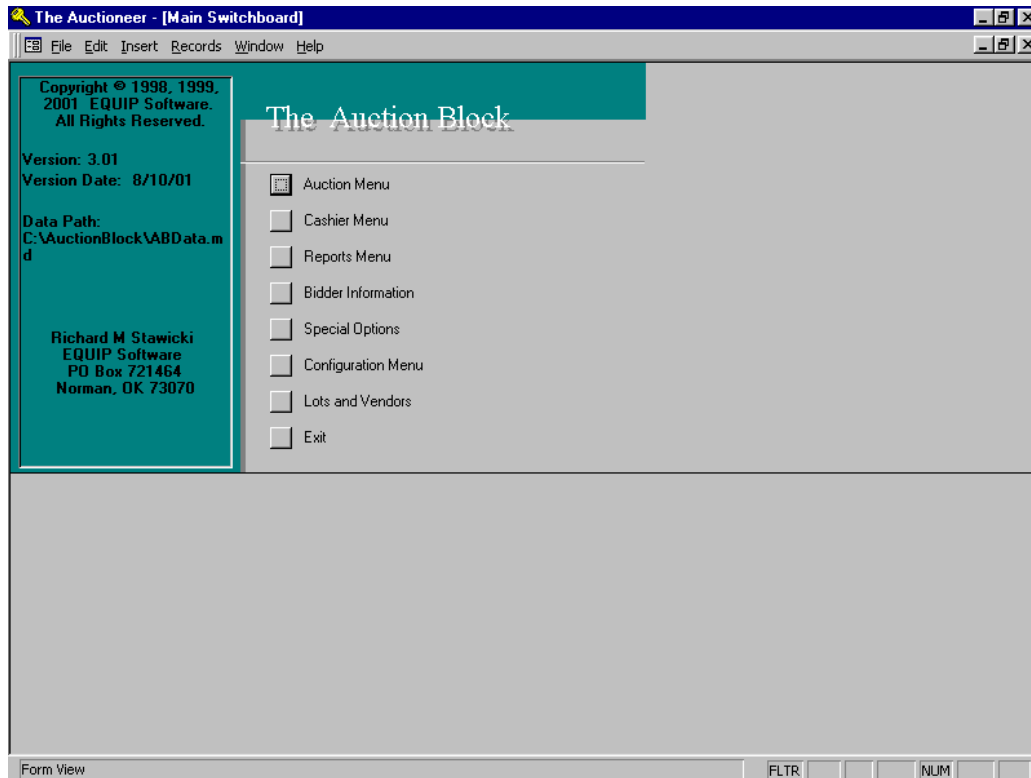 The Auctioneer - [Main Switchboard]
File Edit Insert Records Window Help
Copyright © 1998, 1999,
2001 EQUIP Software.
All Rights Reserved.
Version: 3.01
Version Date: 8/10/01
Data Path:
C:\AuctionBlock\ABData.m
d
Richard M Stawicki
EQUIP Software
PO Box 721464
Norman, OK 73070
The Auction Block
Auction Menu
Cashier Menu
Reports Menu
Bidder Information
Special Options
Configuration Menu
Lots and Vendors
Exit
Form View FLTR NUM